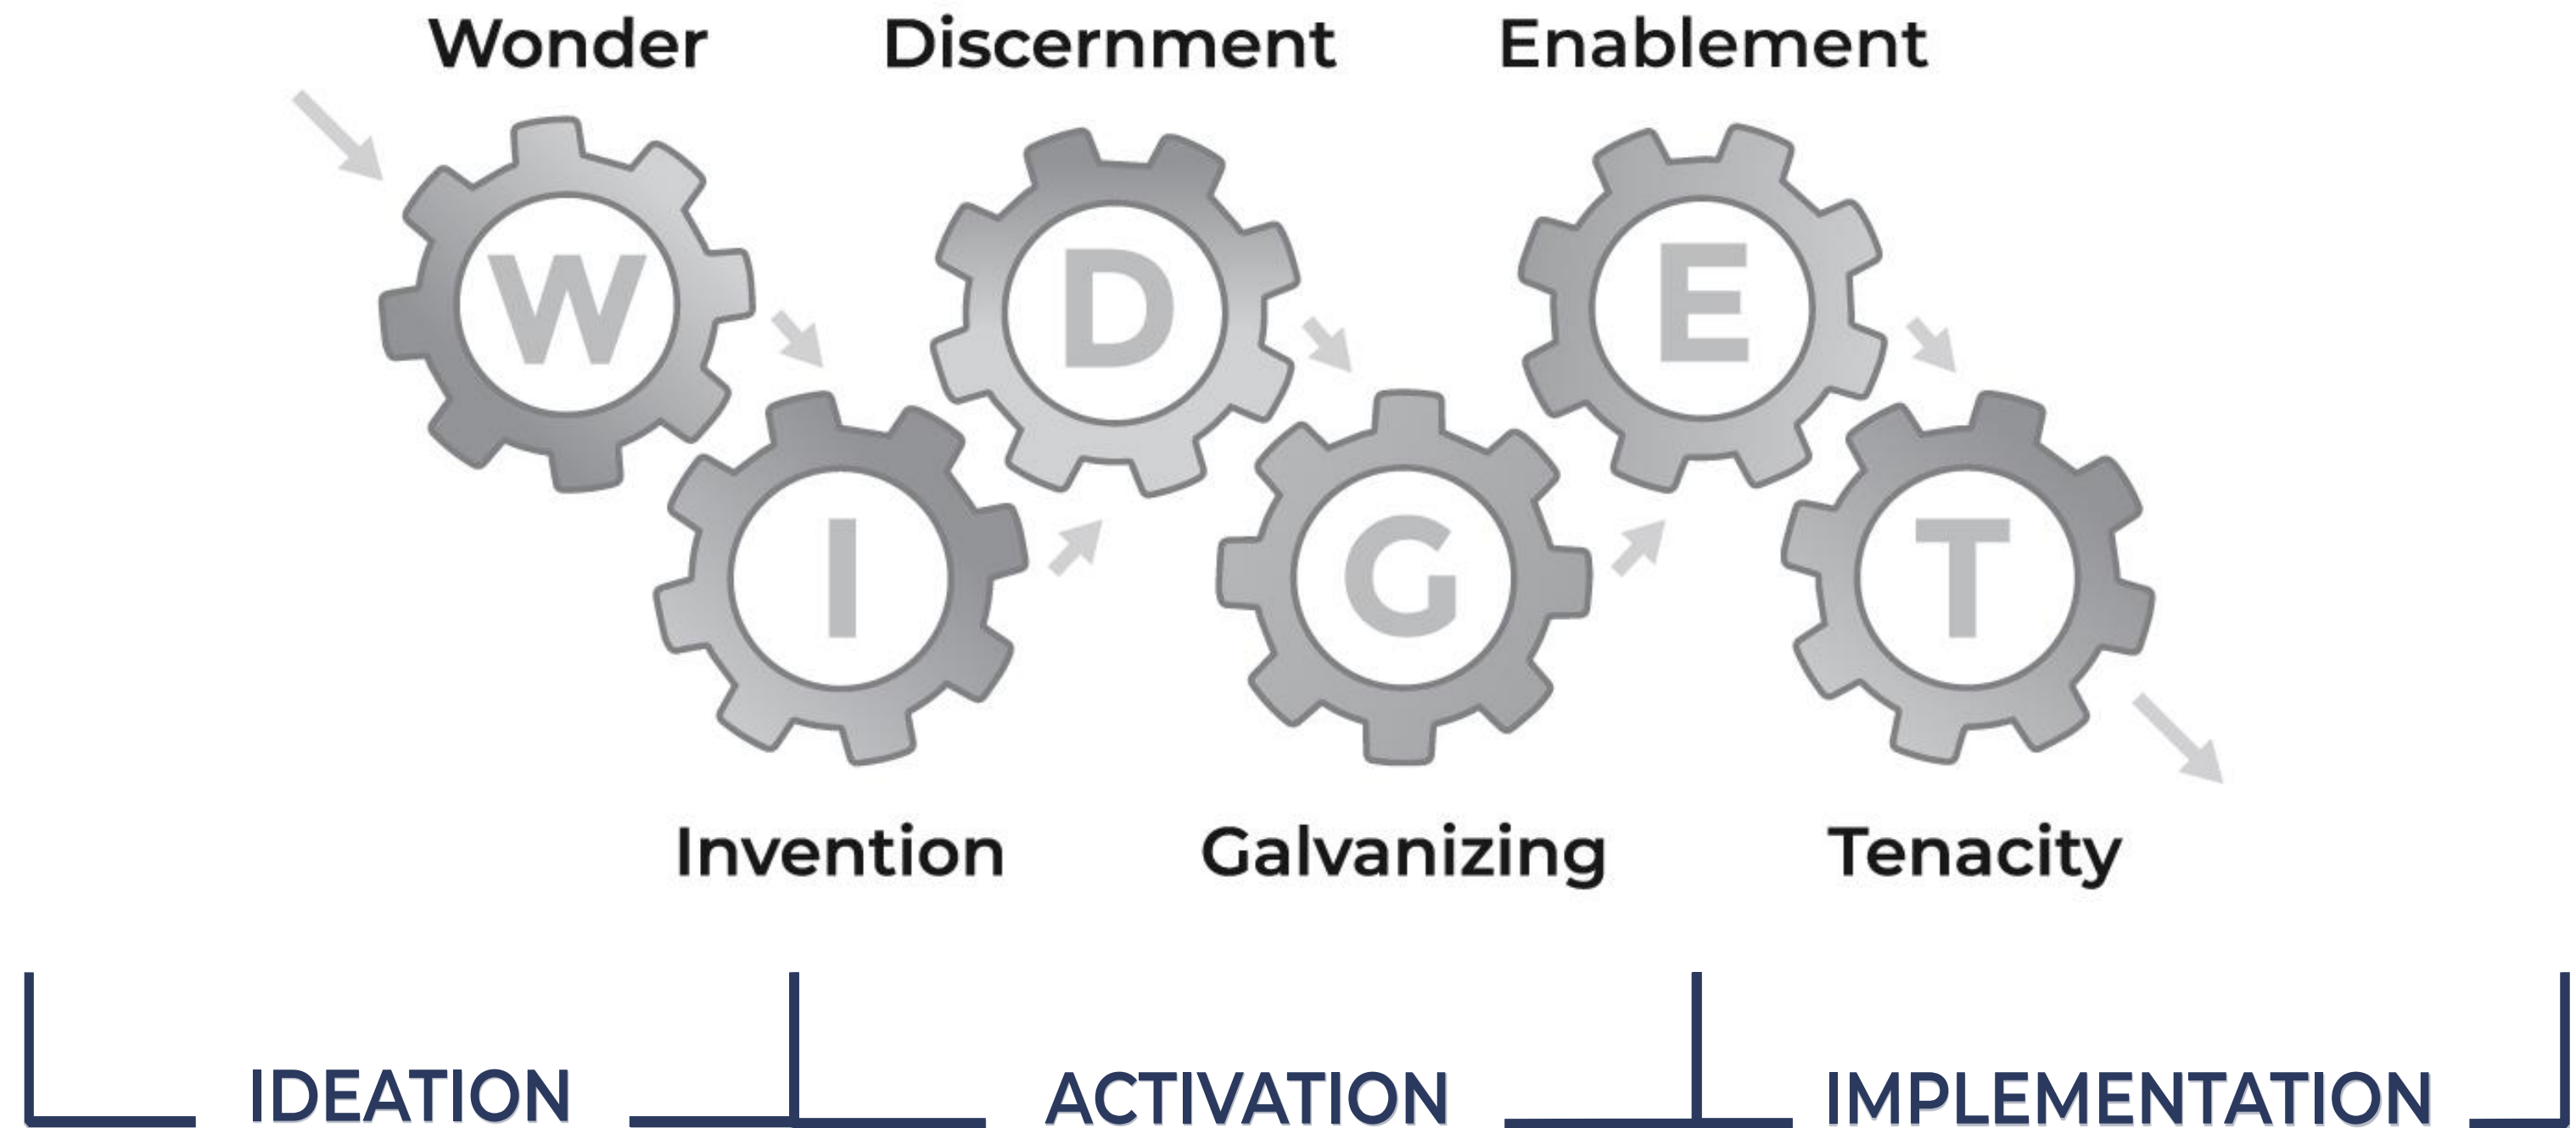 Wonder Discernment Enablement
W D E
I G T
Invention Galvanizing Tenacity
IDEATION ACTIVATION IMPLEMENTATION